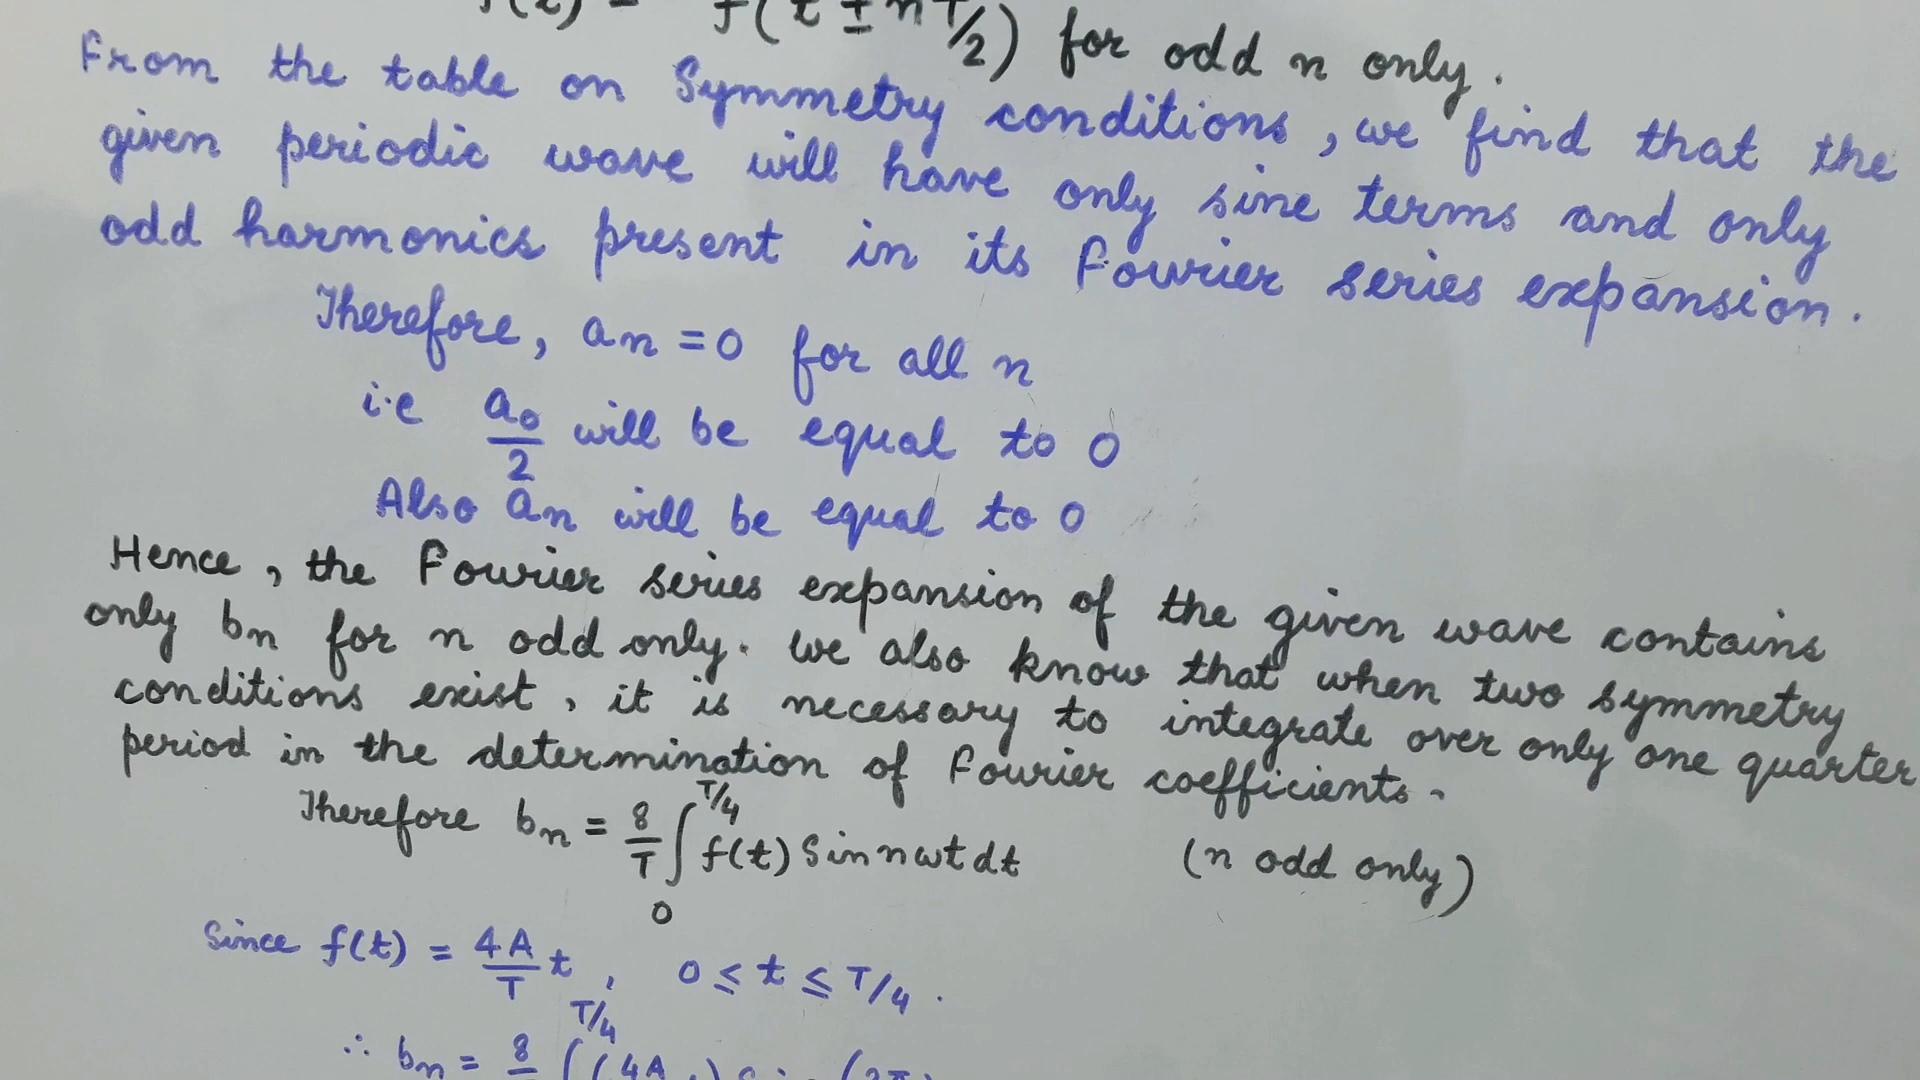 f(t) = - f(t ± nT/2) for odd n only.
From the table on Symmetry conditions, we find that the
given periodic wave will have only sine terms and only
odd harmonics present in its Fourier series expansion.
Therefore, an = 0 for all n
i.e a0/2 will be equal to 0
Also an will be equal to 0
Hence, the Fourier series expansion of the given wave contains
only bn for n odd only. We also know that when two symmetry
conditions exist, it is necessary to integrate over only one quarter
period in the determination of Fourier coefficients.
Therefore bn = 8/T ∫₀^(T/4) f(t) Sin nωt dt (n odd only)
Since f(t) = 4A/T t, 0 ≤ t ≤ T/4.
∴ bn = 8 ∫^(T/4) (4A